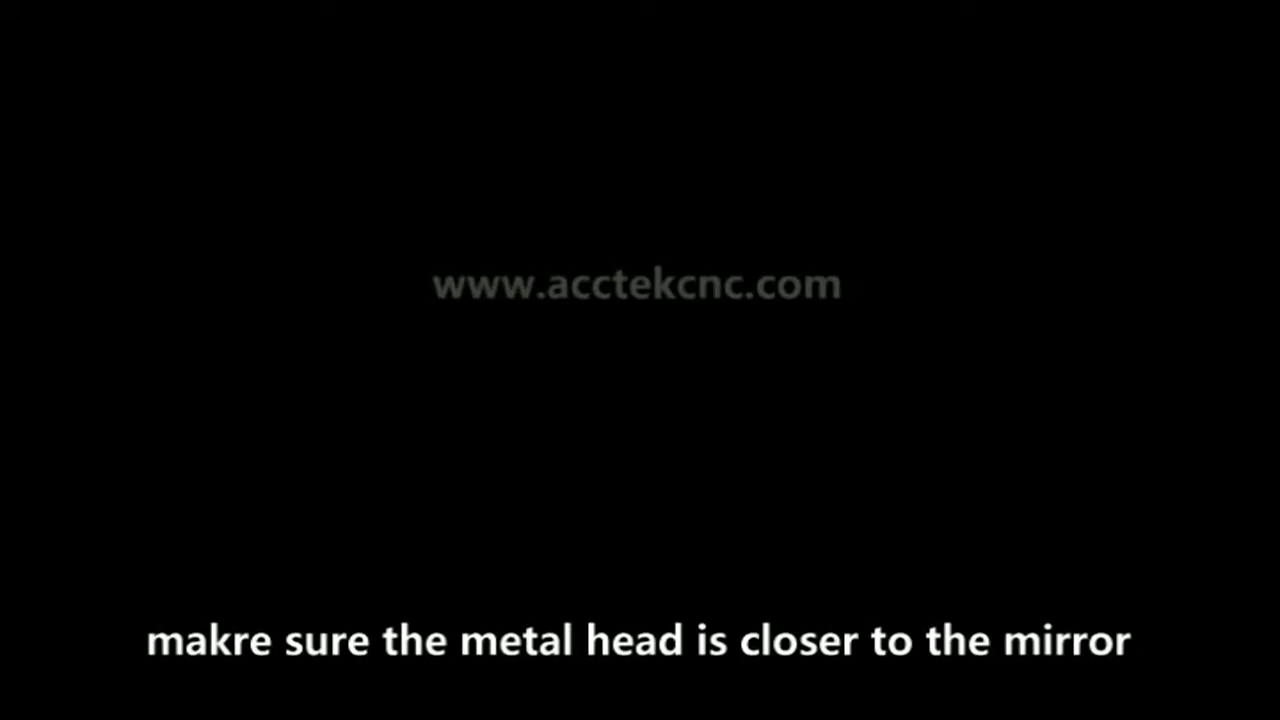 www.acctekcnc.com
makre sure the metal head is closer to the mirror